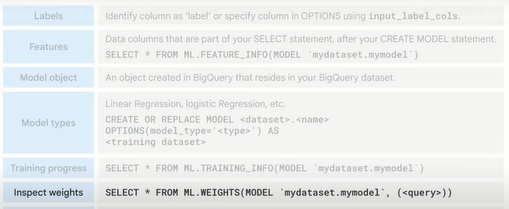 Labels
Identify column as 'label' or specify column in OPTIONS using input_label_cols.
Features
Data columns that are part of your SELECT statement, after your CREATE MODEL statement.
SELECT * FROM ML.FEATURE_INFO(MODEL `mydataset.mymodel`)
Model object
An object created in BigQuery that resides in your BigQuery dataset.
Model types
Linear Regression, logistic Regression, etc.
CREATE OR REPLACE MODEL <dataset>.<name>
OPTIONS(model_type='<type>') AS
<training dataset>
Training progress
SELECT * FROM ML.TRAINING_INFO(MODEL `mydataset.mymodel`)
Inspect weights
SELECT * FROM ML.WEIGHTS(MODEL `mydataset.mymodel`, (<query>))